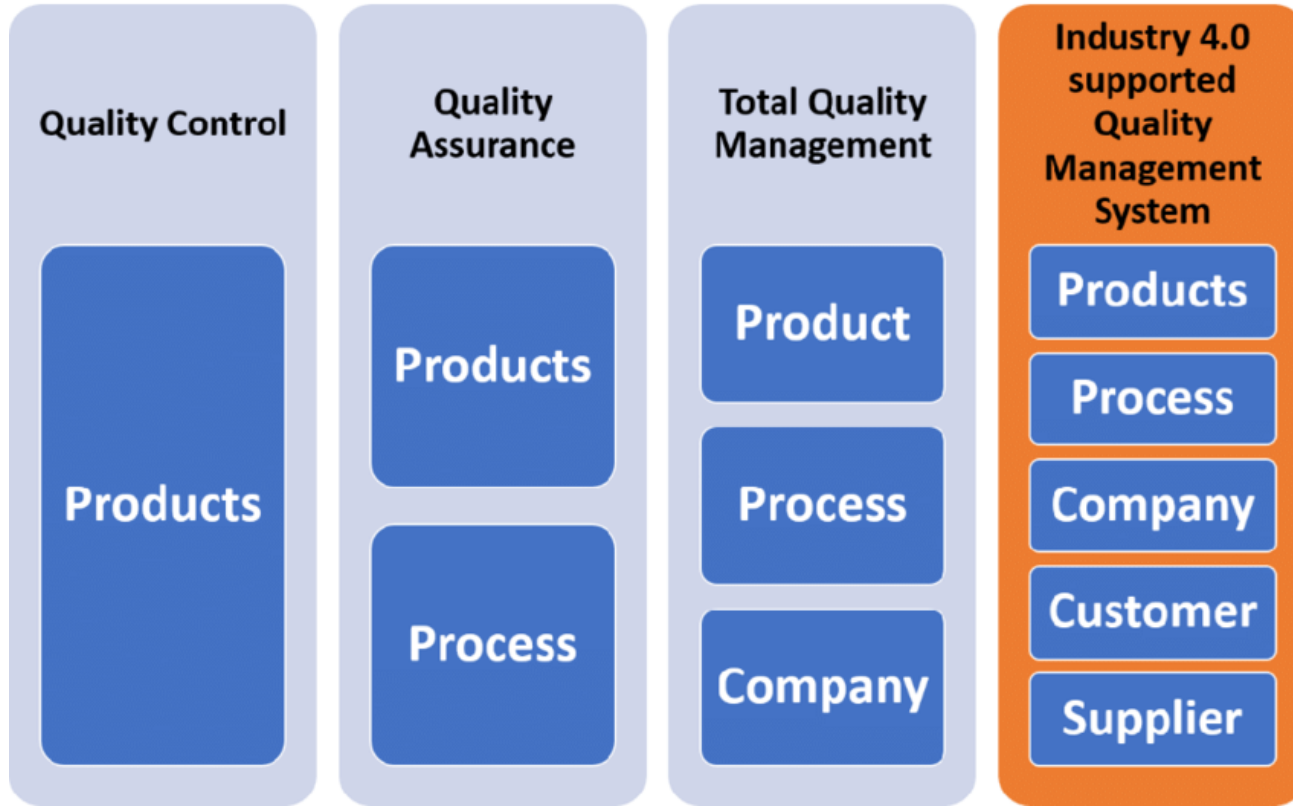 Quality Control
Products
Quality
Assurance
Products
Process
Total Quality
Management
Product
Process
Company
Industry 4.0
supported
Quality
Management
System
Products
Process
Company
Customer
Supplier